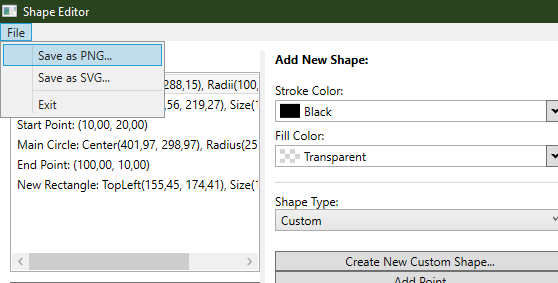 Shape Editor
File
Save as PNG...
Save as SVG...
Exit
288,15), Radii(100,
,56, 219,27), Size(1
Start Point: (10,00, 20,00)
Main Circle: Center(401,97, 298,97), Radius(25
End Point: (100,00, 10,00)
New Rectangle: TopLeft(155,45, 174,41), Size(1
Add New Shape:
Stroke Color:
Black
Fill Color:
Transparent
Shape Type:
Custom
Create New Custom Shape...
Add Point